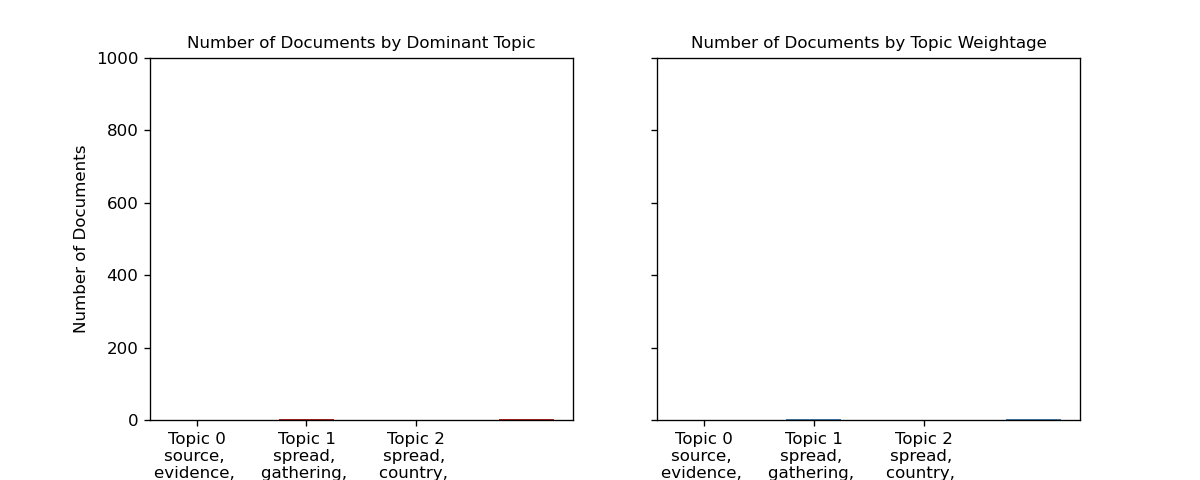 Number of Documents by Dominant Topic
Number of Documents by Topic Weightage
Number of Documents
1000
800
600
400
200
0
Topic 0
source,
evidence,
Topic 1
spread,
gathering,
Topic 2
spread,
country,
Topic 0
source,
evidence,
Topic 1
spread,
gathering,
Topic 2
spread,
country,